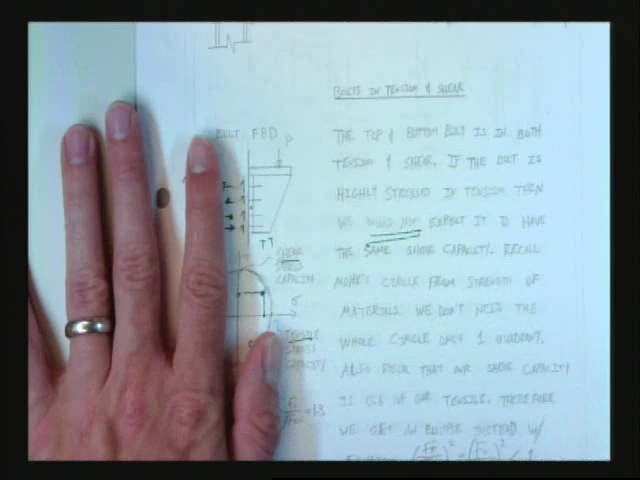 BOLTS IN TENSION & SHEAR
BOLT FBD
P
THE TOP & BOTTOM BOLT IS IN BOTH
TENSION & SHEAR. IF THE BOLT IS
HIGHLY STRESSED IN TENSION THEN
WE WOULD NOT EXPECT IT TO HAVE
THE SAME SHEAR CAPACITY. RECALL
MOHR'S CIRCLE FROM STRENGTH OF
MATERIALS. WE DON'T NEED THE
WHOLE CIRCLE ONLY 1 QUADRANT.
ALSO RECALL THAT OUR SHEAR CAPACITY
IS OUR TENSILE. THEREFORE
WE GET AN ELLIPSE INSTEAD W/
SHEAR
STRESS
CAPACITY
σ
TENSILE
STRESS
CAPACITY